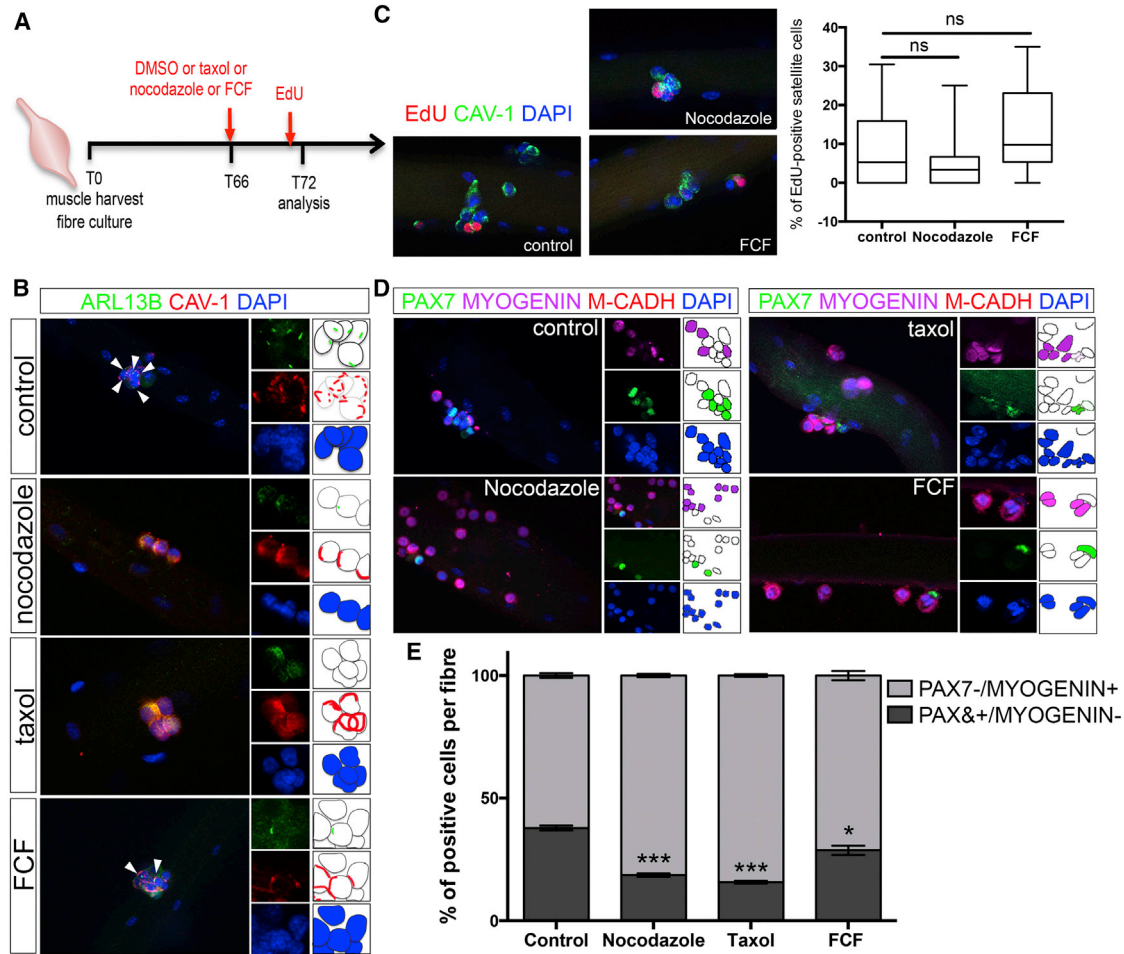 A
DMSO or taxol or
nocodazole or FCF
EdU
T0
muscle harvest
fibre culture
T66
T72
analysis
C
EdU CAV-1 DAPI
control
Nocodazole
FCF
% of EdU-positive satellite cells
40
30
20
10
0
-10
ns
ns
control
Nocodazole
FCF
B
ARL13B CAV-1 DAPI
control
nocodazole
taxol
FCF
D
PAX7 MYOGENIN M-CADH DAPI
control
Nocodazole
PAX7 MYOGENIN M-CADH DAPI
taxol
FCF
E
% of positive cells per fibre
100
50
0
***
***
*
Control
Nocodazole
Taxol
FCF
PAX7-/MYOGENIN+
PAX&+/MYOGENIN-